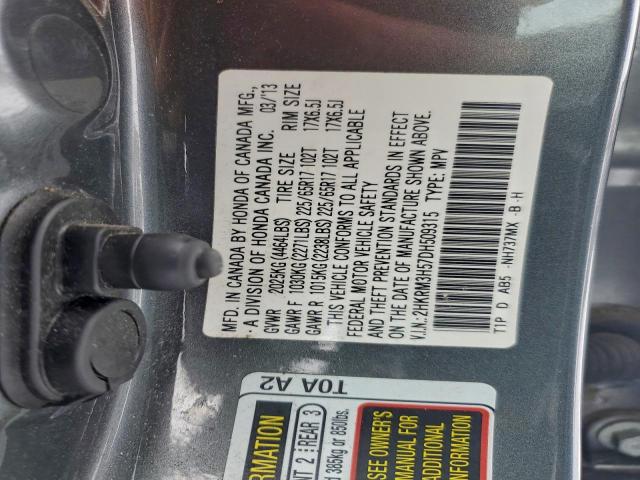 MFD. IN CANADA BY HONDA OF CANADA MFG.,
A DIVISION OF HONDA CANADA INC. 03/13
GVWR 2025KG(4464LBS) TIRE SIZE RIM SIZE
GAWR F 1030KG(2271LBS) 225/65R17 102T 17X6.5J
GAWR R 1015KG(2238LBS) 225/65R17 102T 17X6.5J
THIS VEHICLE CONFORMS TO ALL APPLICABLE
FEDERAL MOTOR VEHICLE SAFETY
AND THEFT PREVENTION STANDARDS IN EFFECT
ON THE DATE OF MANUFACTURE SHOWN ABOVE.
V.I.N.:2HKRM3H57DH509315 TYPE: MPV
T1P D AB5 -NH737MX -B -H
T0A A2
RMATION
NT 2 REAR 3
d 385kg or 850lbs.
SEE OWNER'S
MANUAL FOR
ADDITIONAL
INFORMATION